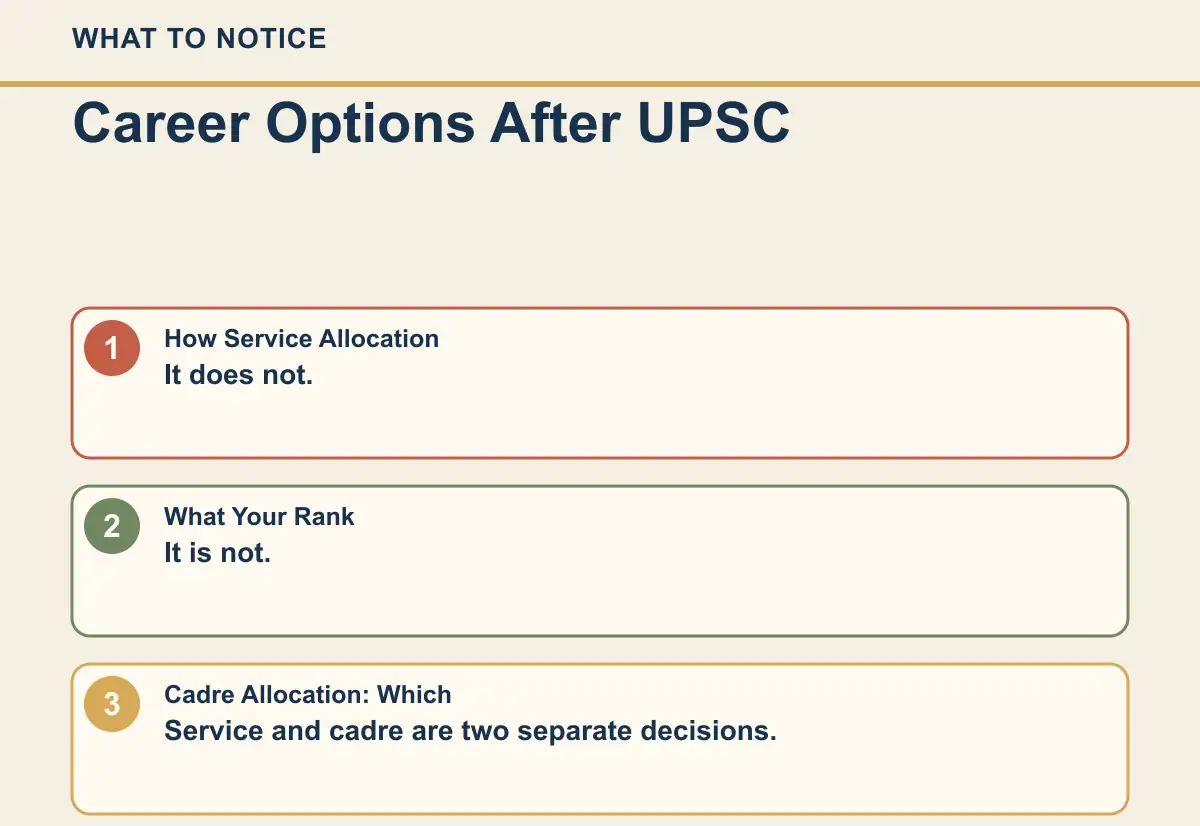 WHAT TO NOTICE
Career Options After UPSC
1
How Service Allocation
It does not.
2
What Your Rank
It is not.
3
Cadre Allocation: Which
Service and cadre are two separate decisions.